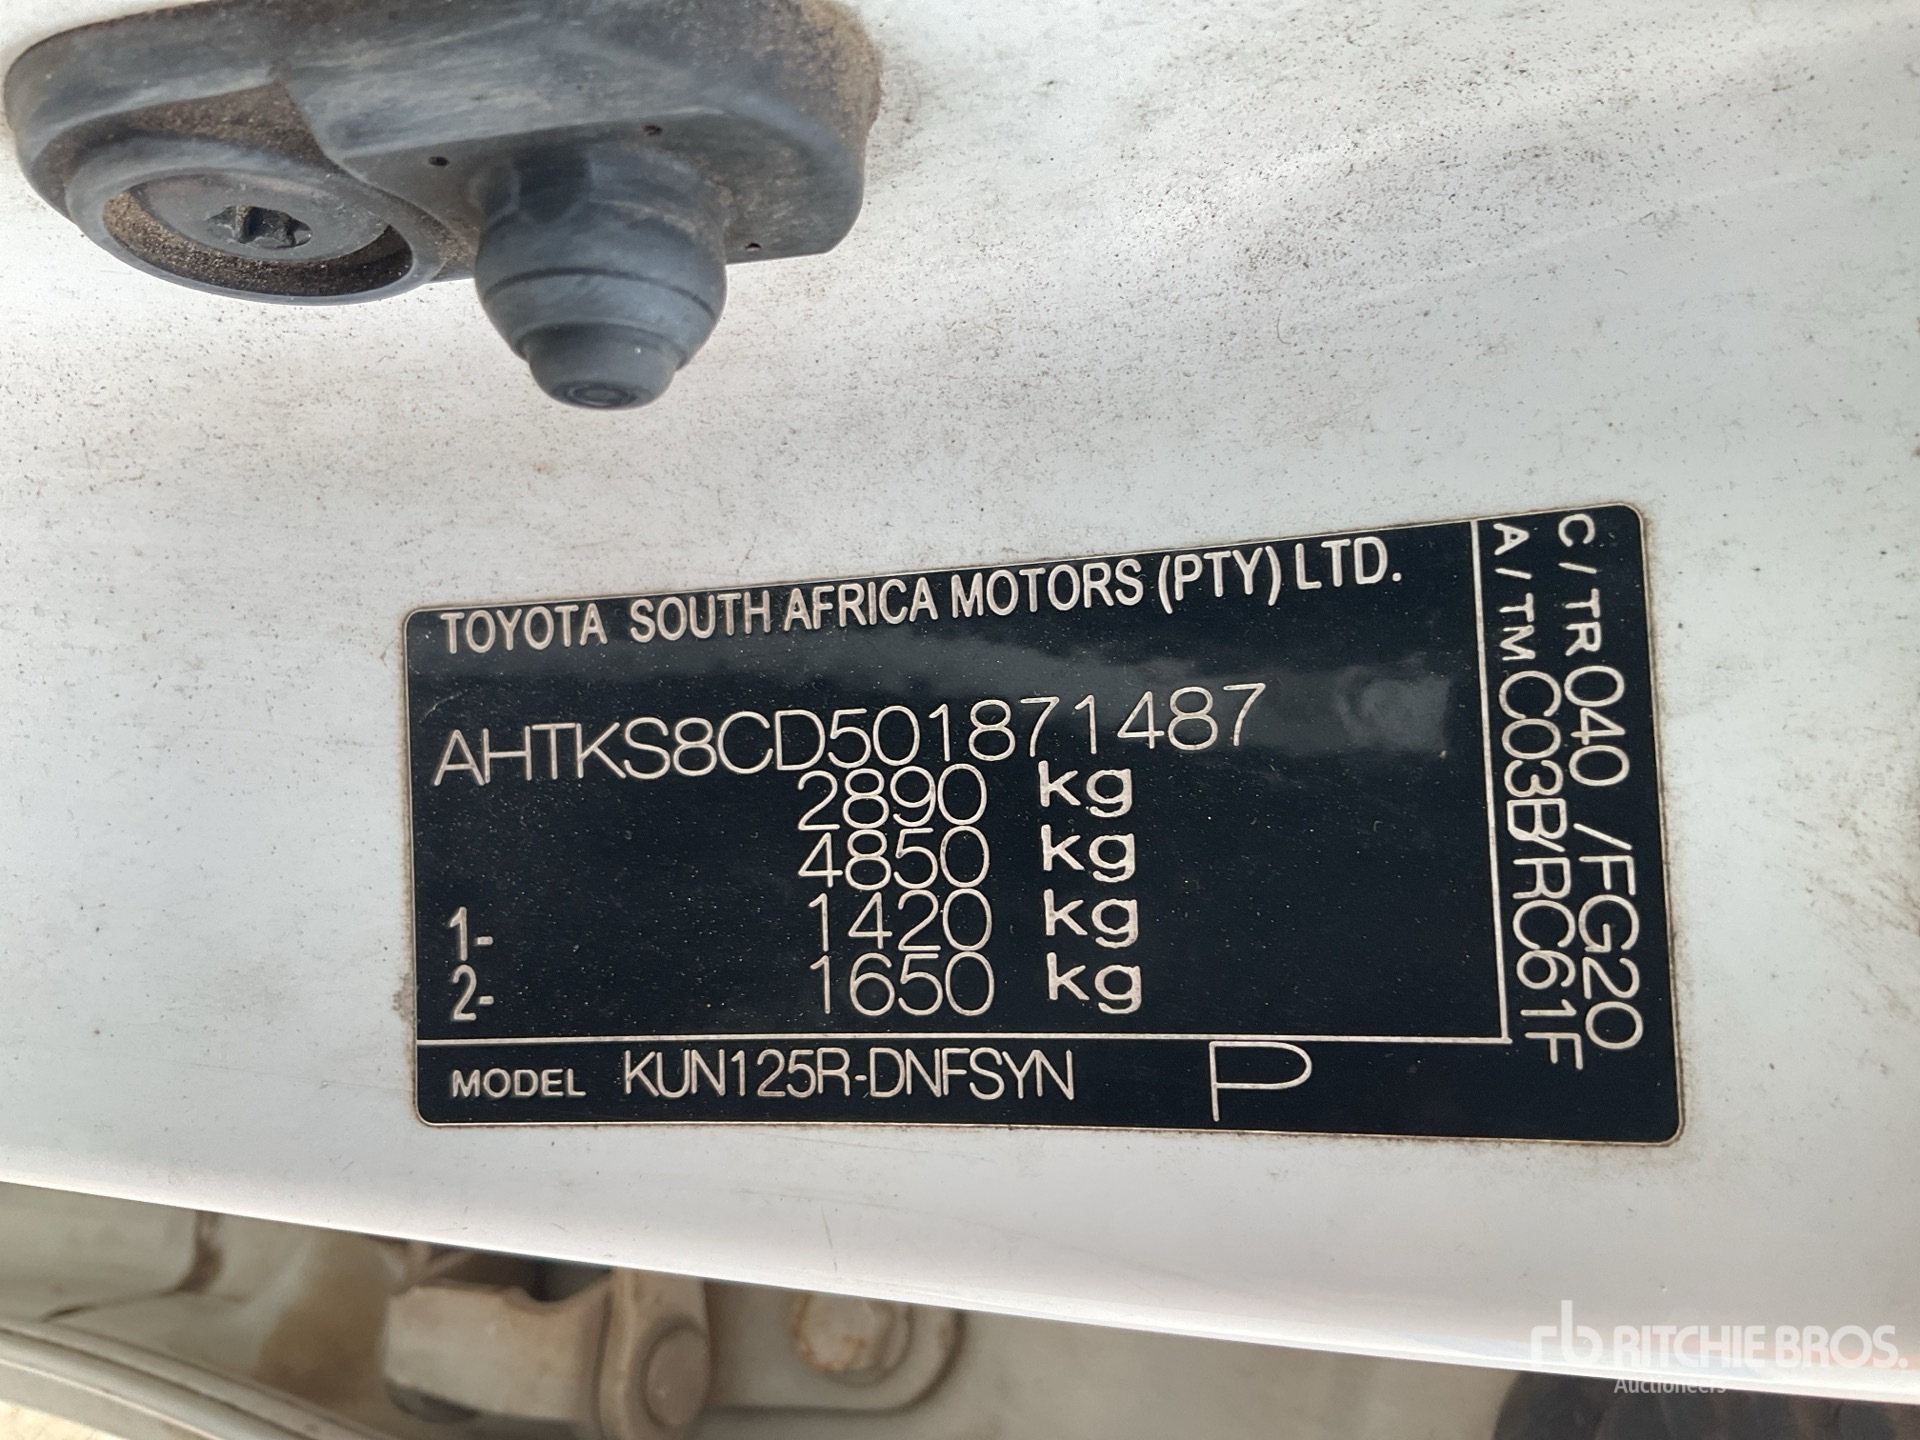 TOYOTA SOUTH AFRICA MOTORS (PTY) LTD.
AHTKS8CD501871487
2890 kg
4850 kg
1- 1420 kg
2- 1650 kg
MODEL KUN125R-DNFSYN P
C/TR 040 /FG20
A/TM C03B/RC61F
rb RITCHIE BROS.
Auctioneers